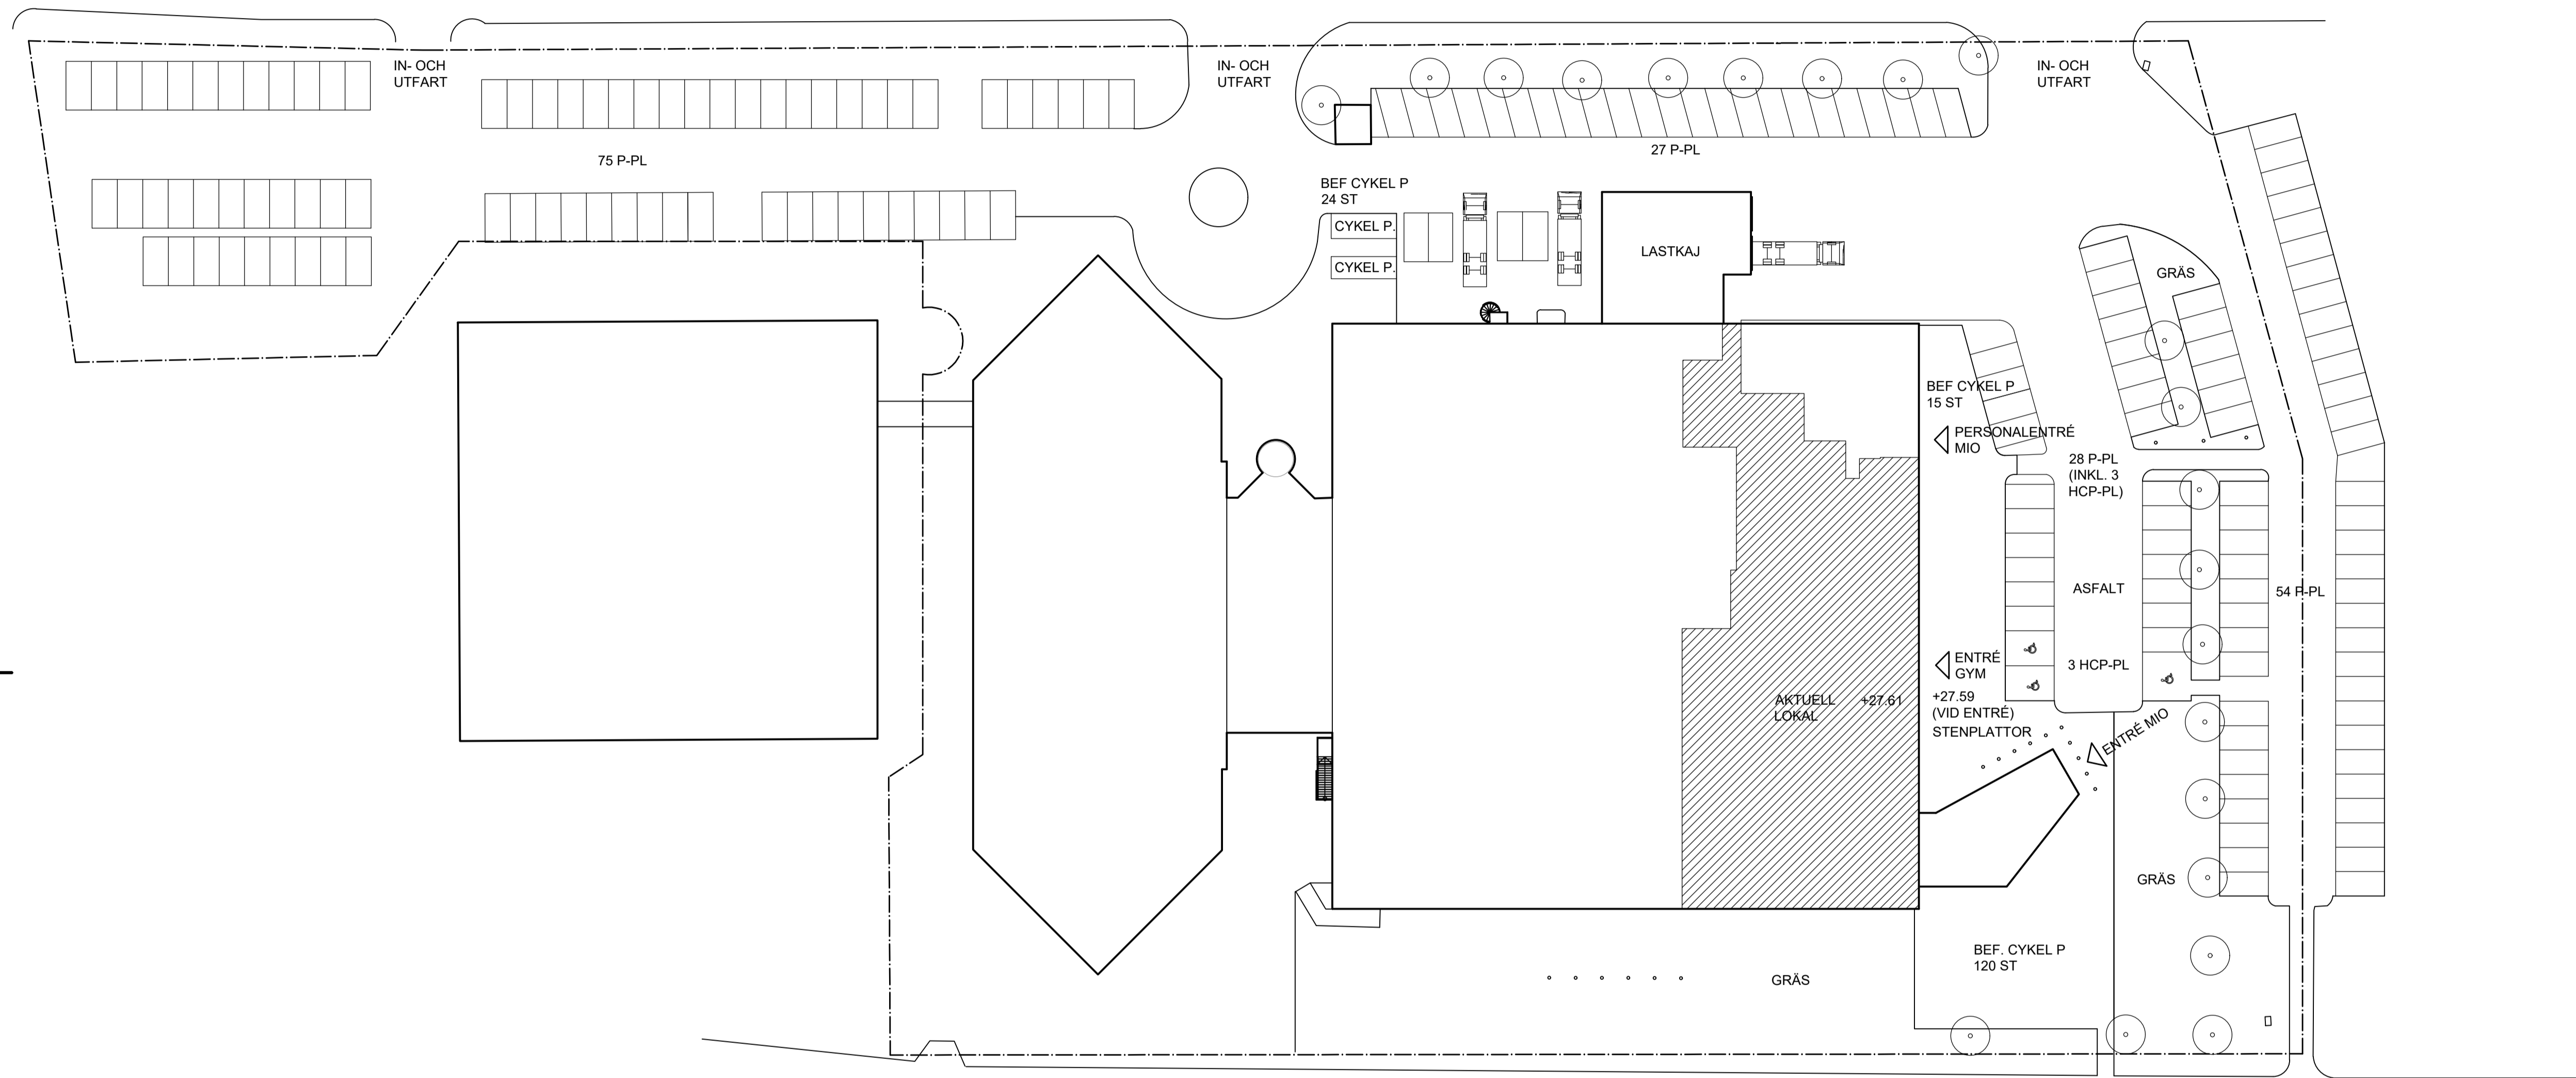 IN- OCH
UTFART
IN- OCH
UTFART
IN- OCH
UTFART
75 P-PL
27 P-PL
BEF CYKEL P
24 ST
CYKEL P.
CYKEL P.
LASTKAJ
GRÄS
BEF CYKEL P
15 ST
PERSONALENTRÉ
MIO
28 P-PL
(INKL. 3
HCP-PL)
ASFALT
54 P-PL
ENTRÉ
GYM
3 HCP-PL
AKTUELL
LOKAL
+27.61
+27.59
(VID ENTRÉ)
STENPLATTOR
ENTRÉ MIO
GRÄS
BEF. CYKEL P
120 ST
GRÄS